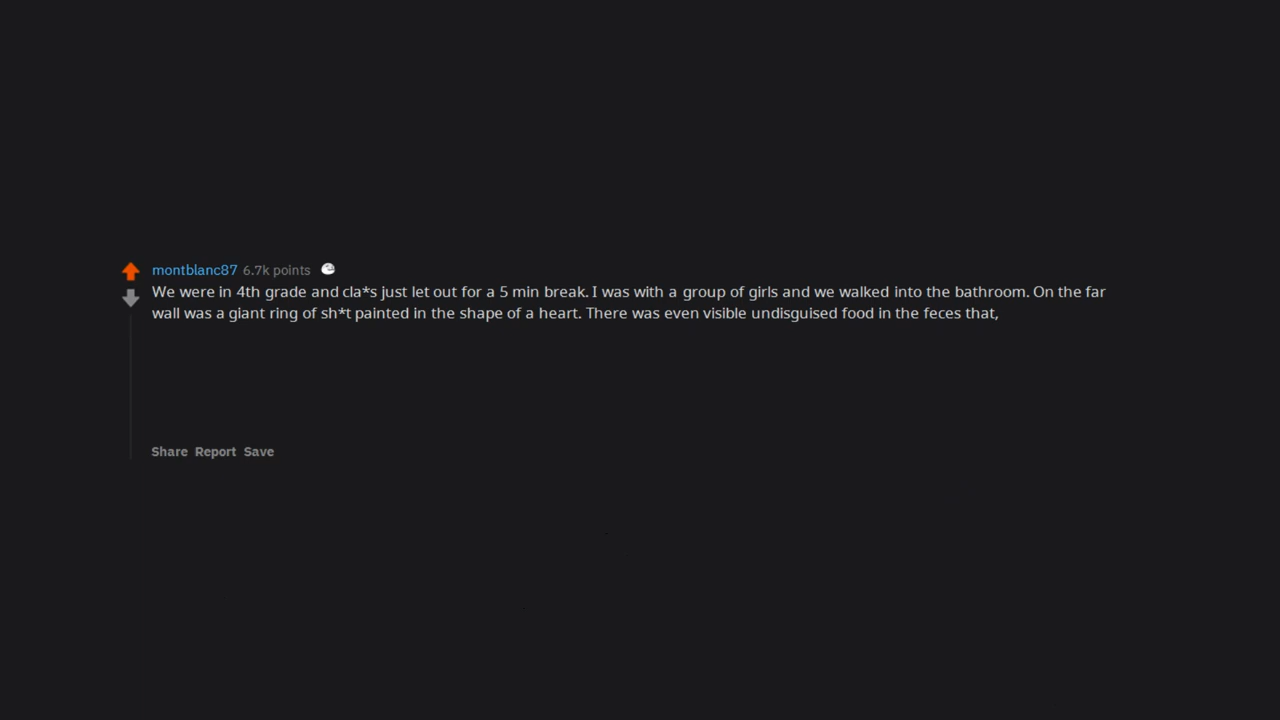 montblanc87 6.7k points
We were in 4th grade and cla*s just let out for a 5 min break. I was with a group of girls and we walked into the bathroom. On the far
wall was a giant ring of sh*t painted in the shape of a heart. There was even visible undisguised food in the feces that,
Share Report Save